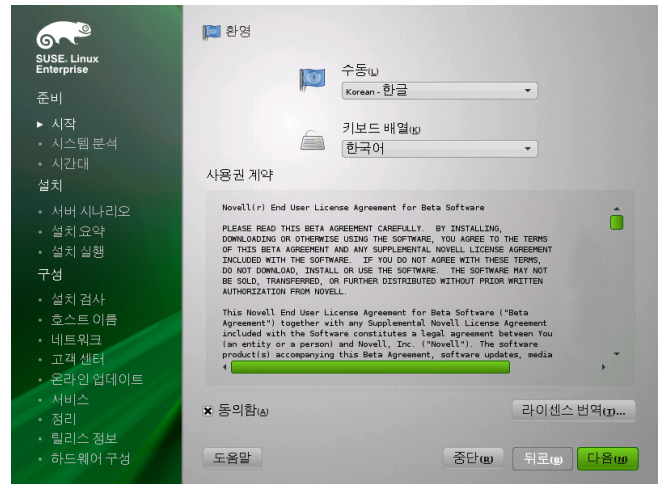 SUSE. Linux
Enterprise
준비
시작
시스템 분석
시간대
설치
서버 시나리오
설치 요약
설치 실행
구성
설치 검사
호스트 이름
네트워크
고객 센터
온라인 업데이트
서비스
정리
릴리스 정보
하드웨어 구성
환영
수동(L)
Korean - 한글
키보드 배열(K)
한국어
사용권 계약
Novell(r) End User License Agreement for Beta Software
PLEASE READ THIS BETA AGREEMENT CAREFULLY. BY INSTALLING,
DOWNLOADING OR OTHERWISE USING THE SOFTWARE, YOU AGREE TO THE TERMS
OF THIS BETA AGREEMENT AND ANY SUPPLEMENTAL NOVELL LICENSE AGREEMENT
INCLUDED WITH THE SOFTWARE. IF YOU DO NOT AGREE WITH THESE TERMS,
DO NOT DOWNLOAD, INSTALL OR USE THE SOFTWARE. THE SOFTWARE MAY NOT
BE SOLD, TRANSFERRED, OR FURTHER DISTRIBUTED WITHOUT PRIOR WRITTEN
AUTHORIZATION FROM NOVELL.
This Novell End User License Agreement for Beta Software ("Beta
Agreement") together with any Supplemental Novell License Agreement
included with the Software constitutes a legal agreement between You
(an entity or a person) and Novell, Inc. ("Novell"). The software
product(s) accompanying this Beta Agreement, software updates, media
동의함(A)
라이센스 번역(T)...
도움말
중단(R)
뒤로(B)
다음(N)